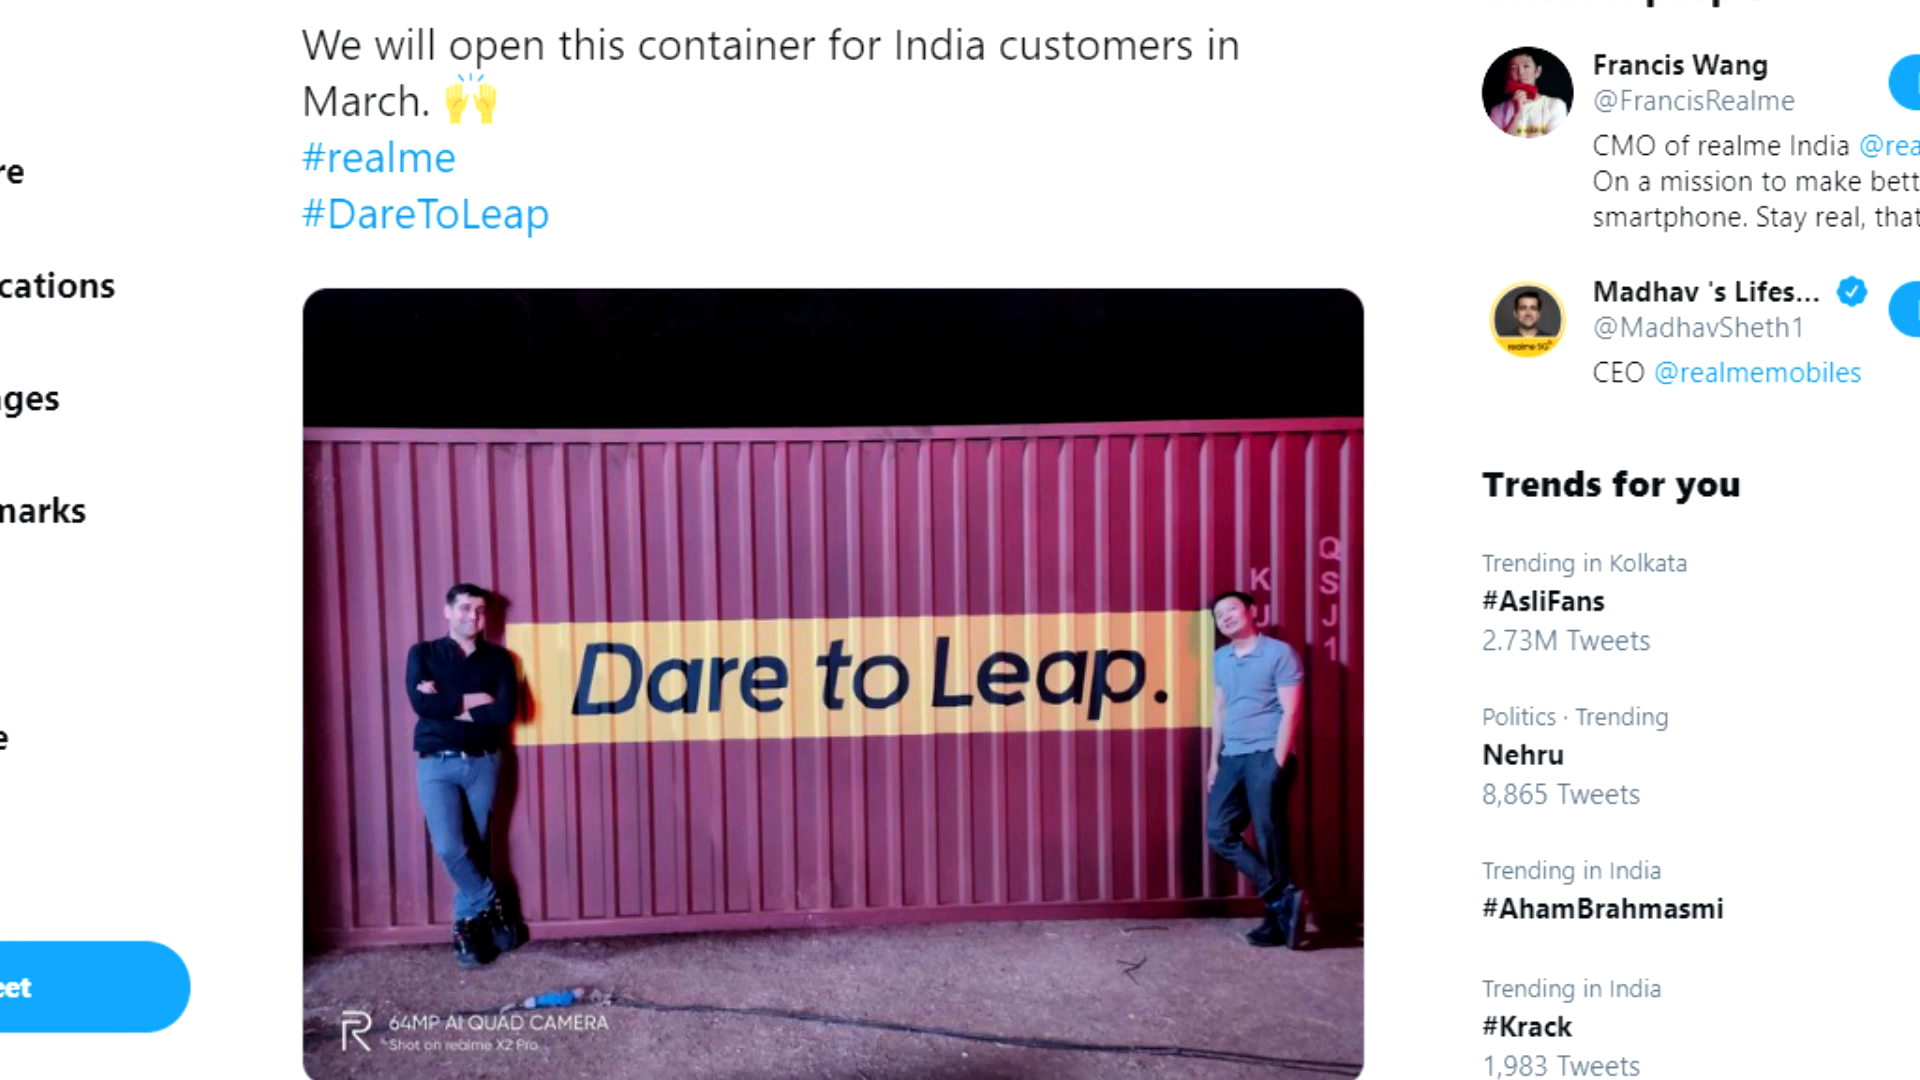 We will open this container for India customers in
March. 🙌
#realme
#DareToLeap
re
cations
ages
marks
e
eet
Dare to Leap.
K
U
Q
S
J
1
64MP AI QUAD CAMERA
Shot on realme X2 Pro
Francis Wang
@FrancisRealme
CMO of realme India @rea
On a mission to make bett
smartphone. Stay real, that
Madhav 's Lifes...
@MadhavSheth1
realme 5G
CEO @realmemobiles
Trends for you
Trending in Kolkata
#AsliFans
2.73M Tweets
Politics · Trending
Nehru
8,865 Tweets
Trending in India
#AhamBrahmasmi
Trending in India
#Krack
1,983 Tweets